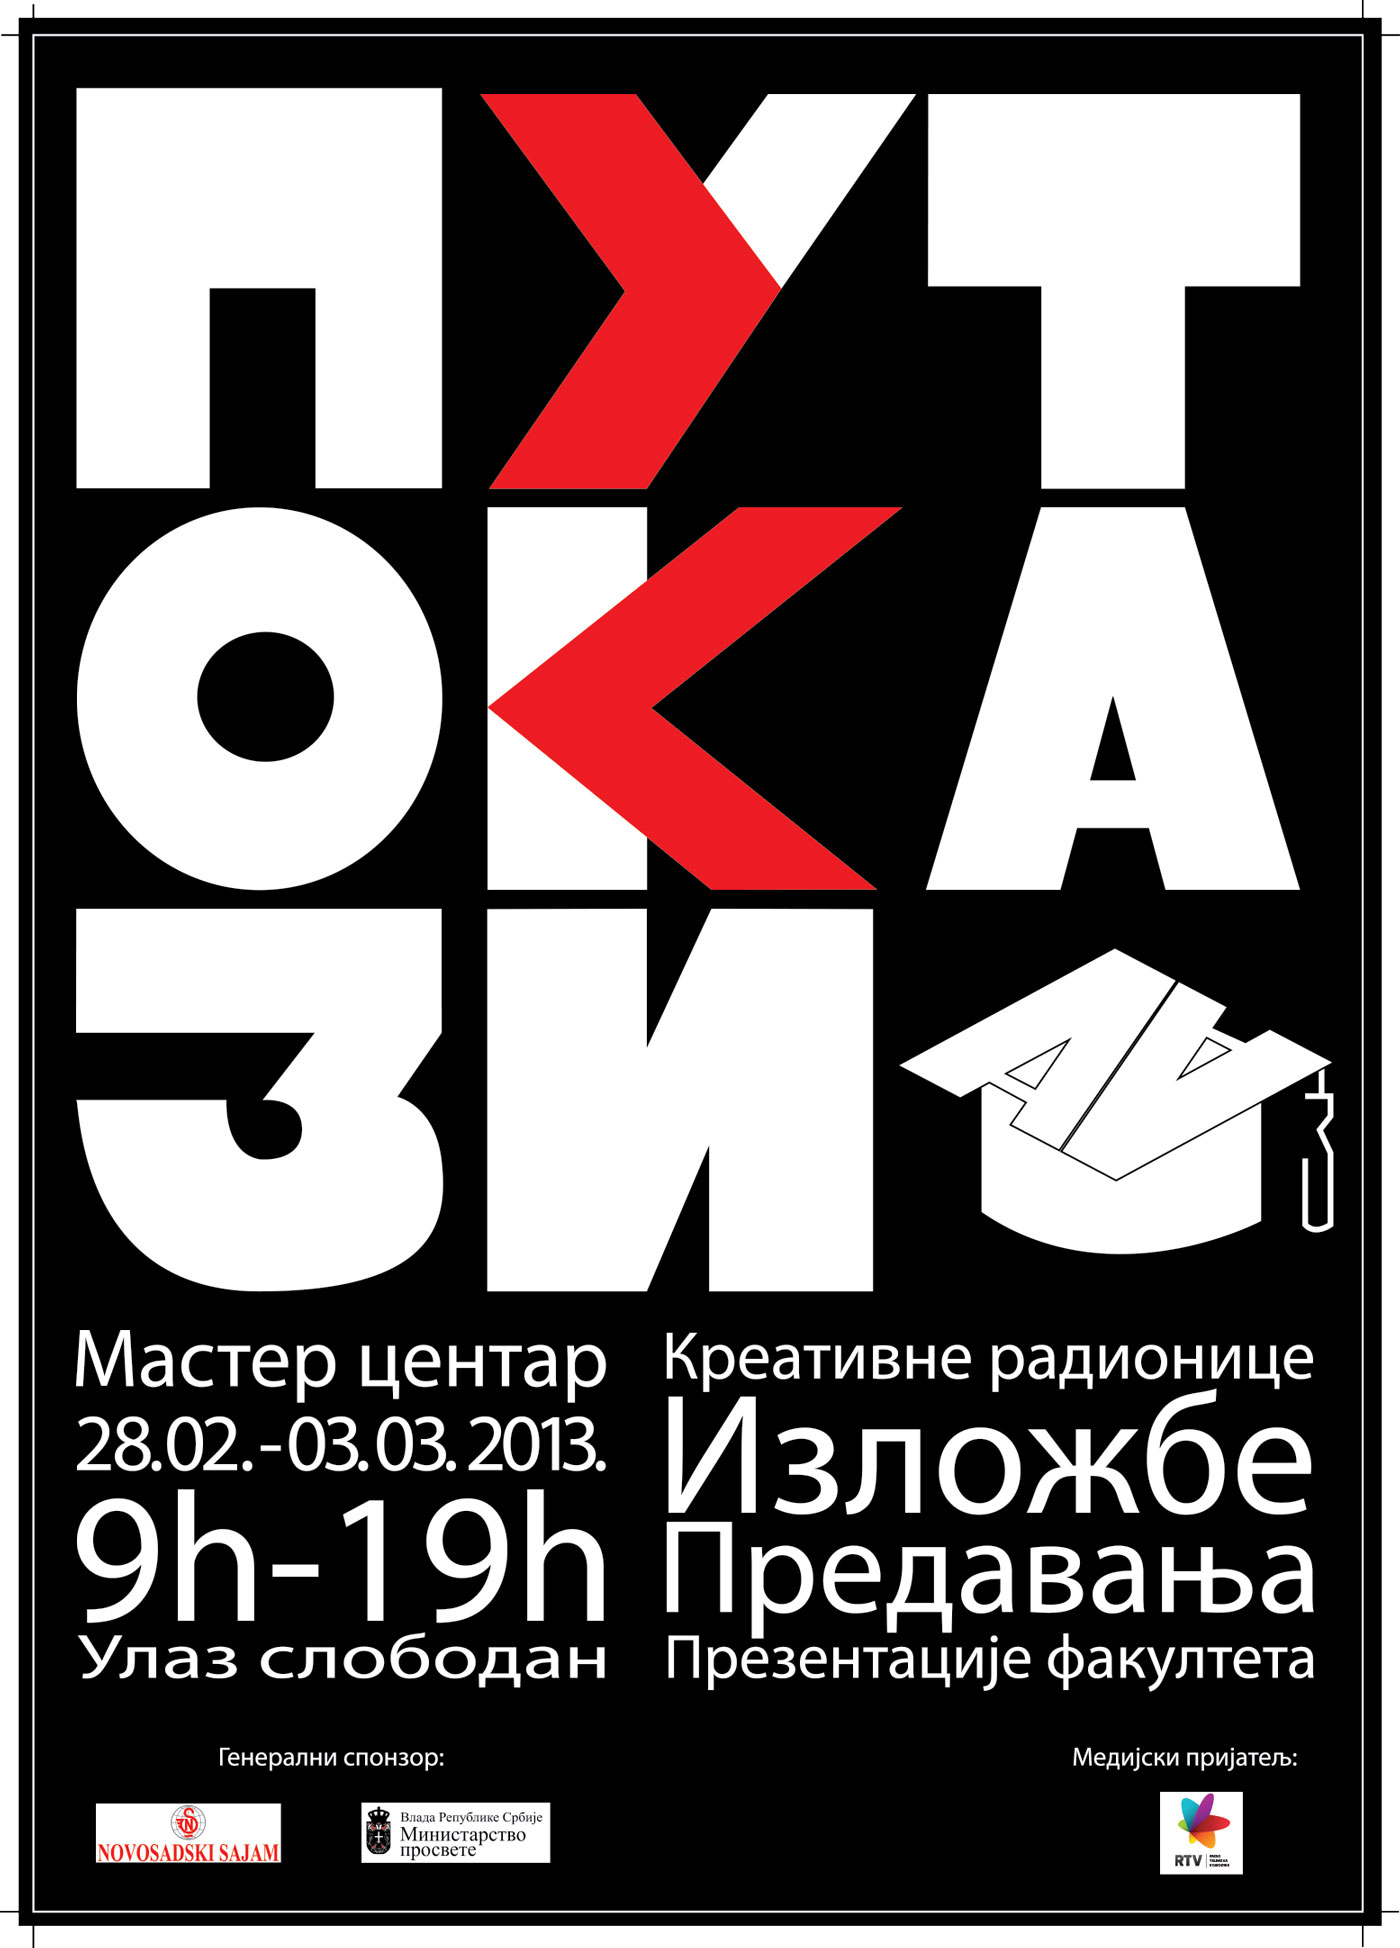 ПУТ
ОКА
ЗИ
Мастер центар
28.02.-03.03.2013.
9h-19h
Улаз слободан
Креативне радионице
Изложбе
Предавања
Презентације факултета
Генерални спонзор:
NOVOSADSKI SAJAM
Влада Републике Србије
Министарство
просвете
Медијски пријатељ:
RTV